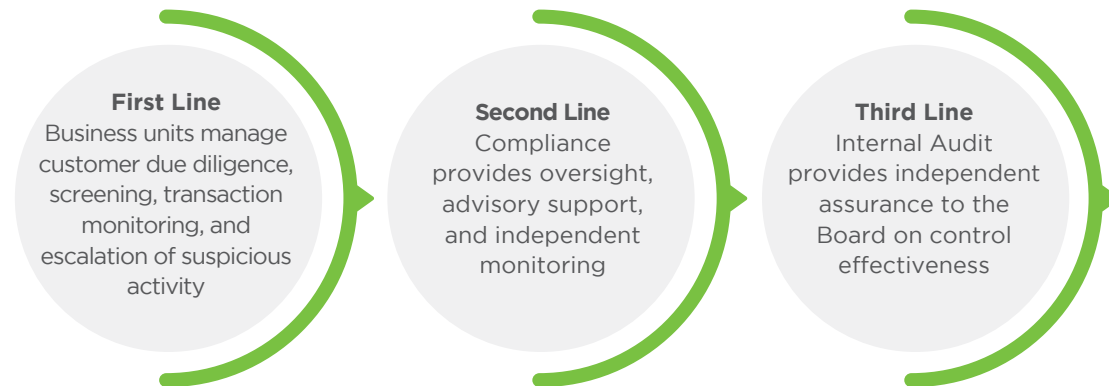 First Line
Business units manage
customer due diligence,
screening, transaction
monitoring, and
escalation of suspicious
activity
Second Line
Compliance
provides oversight,
advisory support,
and independent
monitoring
Third Line
Internal Audit
provides independent
assurance to the
Board on control
effectiveness